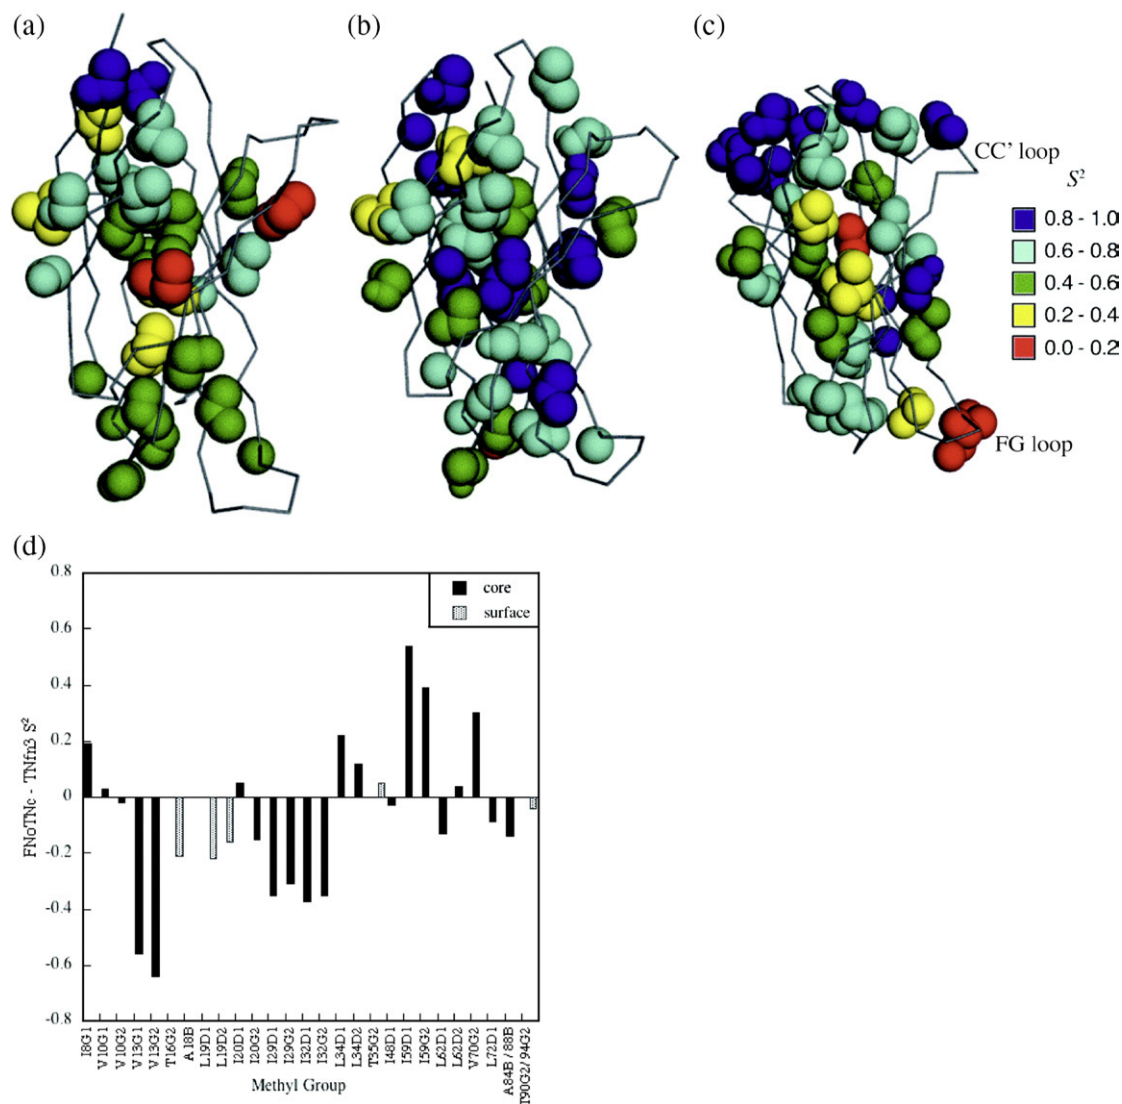 (a)
(b)
(c)
CC' loop
S²
0.8 - 1.0
0.6 - 0.8
0.4 - 0.6
0.2 - 0.4
0.0 - 0.2
FG loop
(d)
core
surface
0.8
0.6
0.4
0.2
0
-0.2
-0.4
-0.6
-0.8
FNoTNc - TNfn3 S²
I8G1
V10G1
V10G2
V13G1
V13G2
T16G2
A18B
L19D1
L19D2
I20D1
I20G2
I29D1
I29G2
I32D1
I32G2
L34D1
L34D2
T35G2
I48D1
I59D1
I59G2
L62D1
L62D2
V70G2
L72D1
A84B / 88B
T90G2/ 94G2
Methyl Group